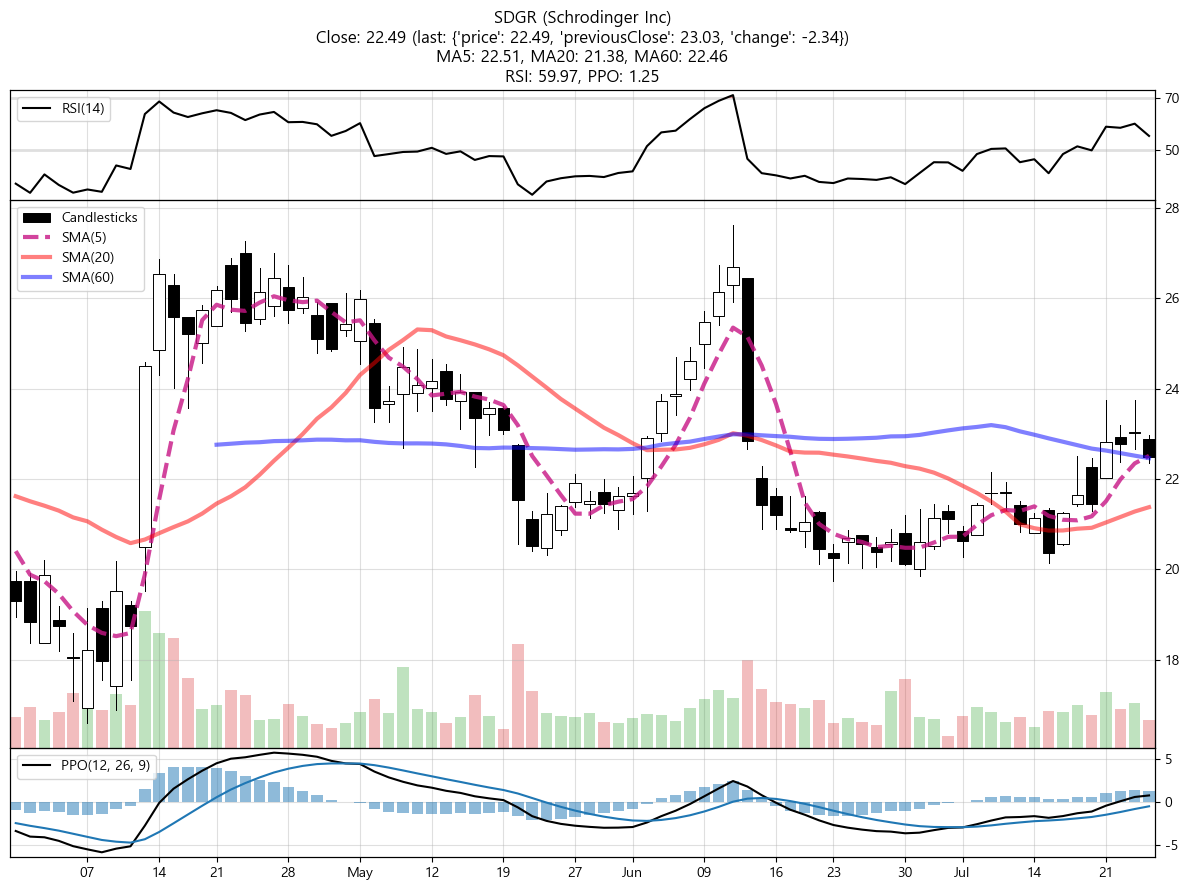 SDGR (Schrodinger Inc)
Close: 22.49 (last: {'price': 22.49, 'previousClose': 23.03, 'change': -2.34})
MA5: 22.51, MA20: 21.38, MA60: 22.46
RSI: 59.97, PPO: 1.25
RSI(14)
70
50
Candlesticks
SMA(5)
SMA(20)
SMA(60)
28
26
24
22
20
18
PPO(12, 26, 9)
5
0
-5
07 14 21 28 May 12 19 27 Jun 09 16 23 30 Jul 14 21